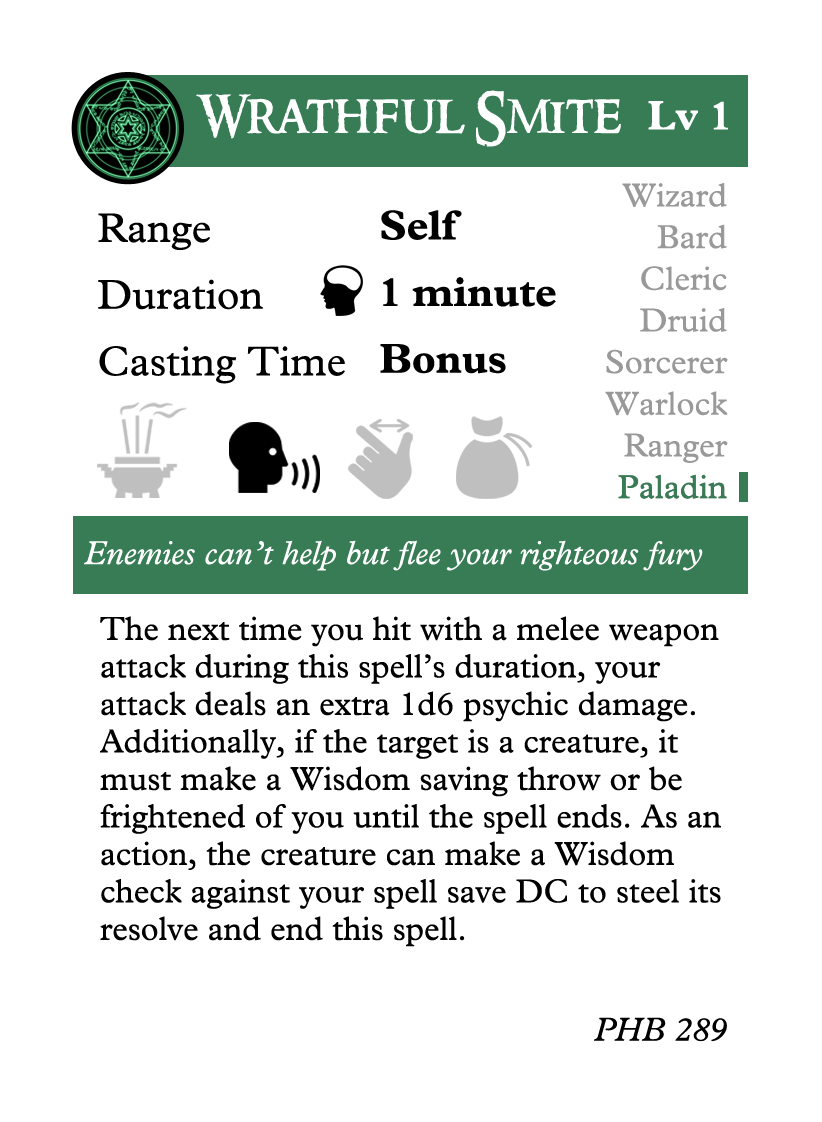 Wrathful Smite Lv 1
Range Self
Duration 1 minute
Casting Time Bonus
Wizard
Bard
Cleric
Druid
Sorcerer
Warlock
Ranger
Paladin
Enemies can’t help but flee your righteous fury
The next time you hit with a melee weapon
attack during this spell’s duration, your
attack deals an extra 1d6 psychic damage.
Additionally, if the target is a creature, it
must make a Wisdom saving throw or be
frightened of you until the spell ends. As an
action, the creature can make a Wisdom
check against your spell save DC to steel its
resolve and end this spell.
PHB 289